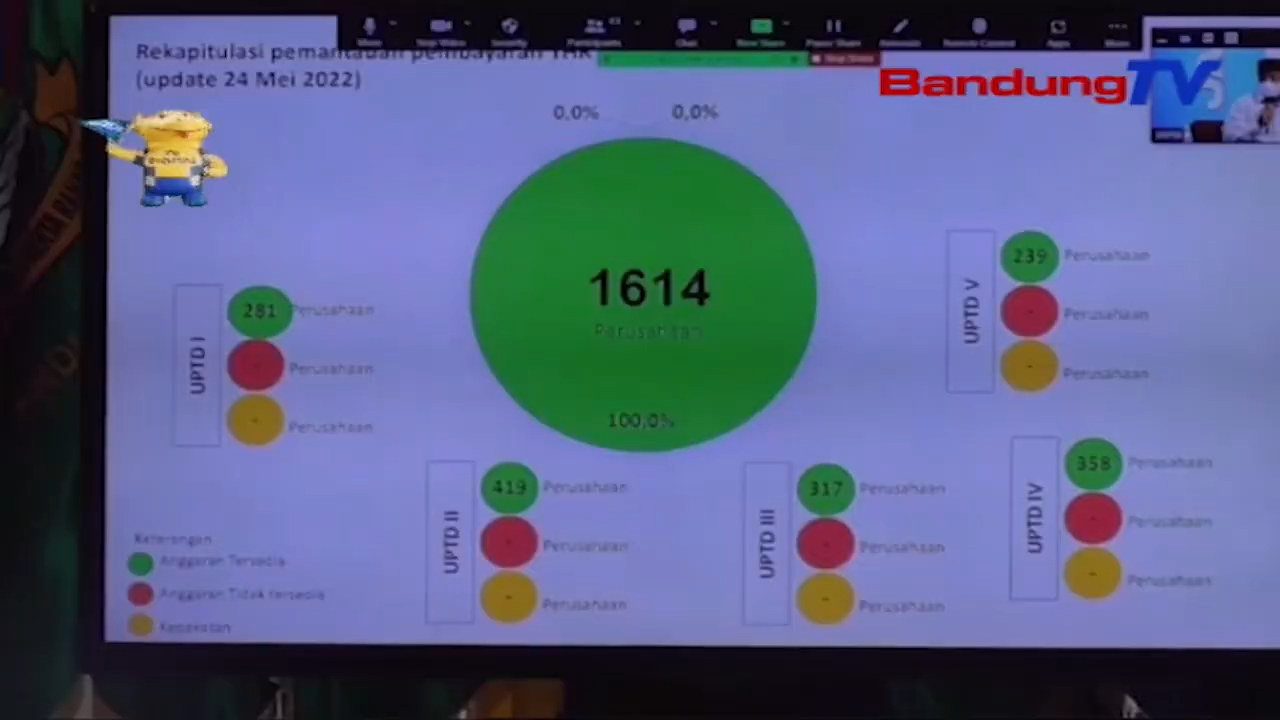 Rekapitulasi pemantauan pembayaran THR
(update 24 Mei 2022)
BandungTV
0,0%
0,0%
1614
Perusahaan
100,0%
UPTD I
281 Perusahaan
- Perusahaan
- Perusahaan
UPTD II
419 Perusahaan
- Perusahaan
- Perusahaan
UPTD III
317 Perusahaan
- Perusahaan
- Perusahaan
UPTD IV
358 Perusahaan
- Perusahaan
- Perusahaan
UPTD V
239 Perusahaan
- Perusahaan
- Perusahaan
Keterangan
Anggaran Tersedia
Anggaran Tidak tersedia
Chat
Apps